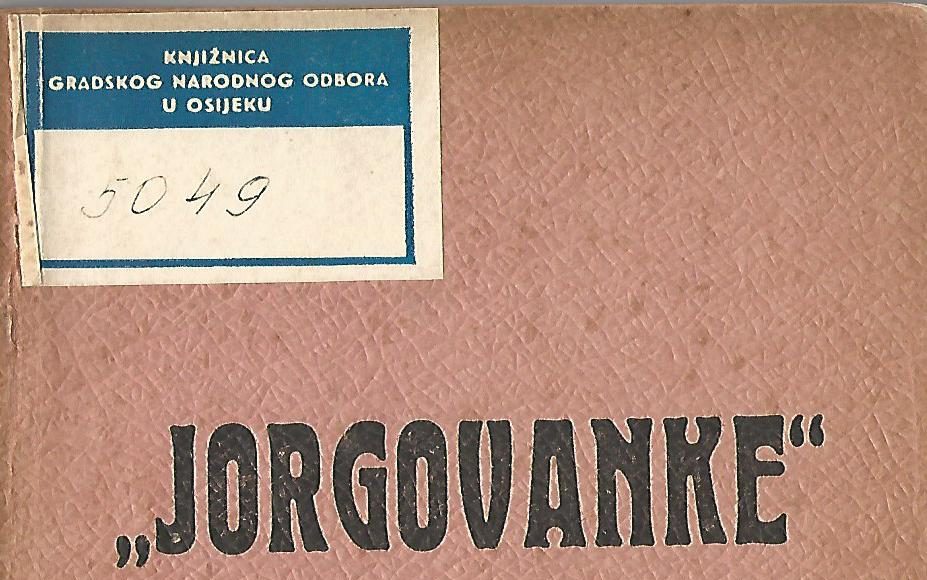 KNJIŽNICA
GRADSKOG NARODNOG ODBORA
U OSIJEKU
5049
„JORGOVANKE“